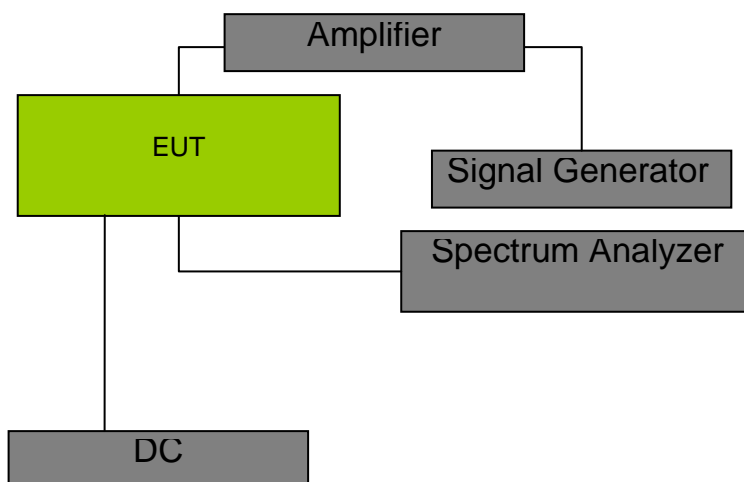 Amplifier
EUT
Signal Generator
Spectrum Analyzer
DC